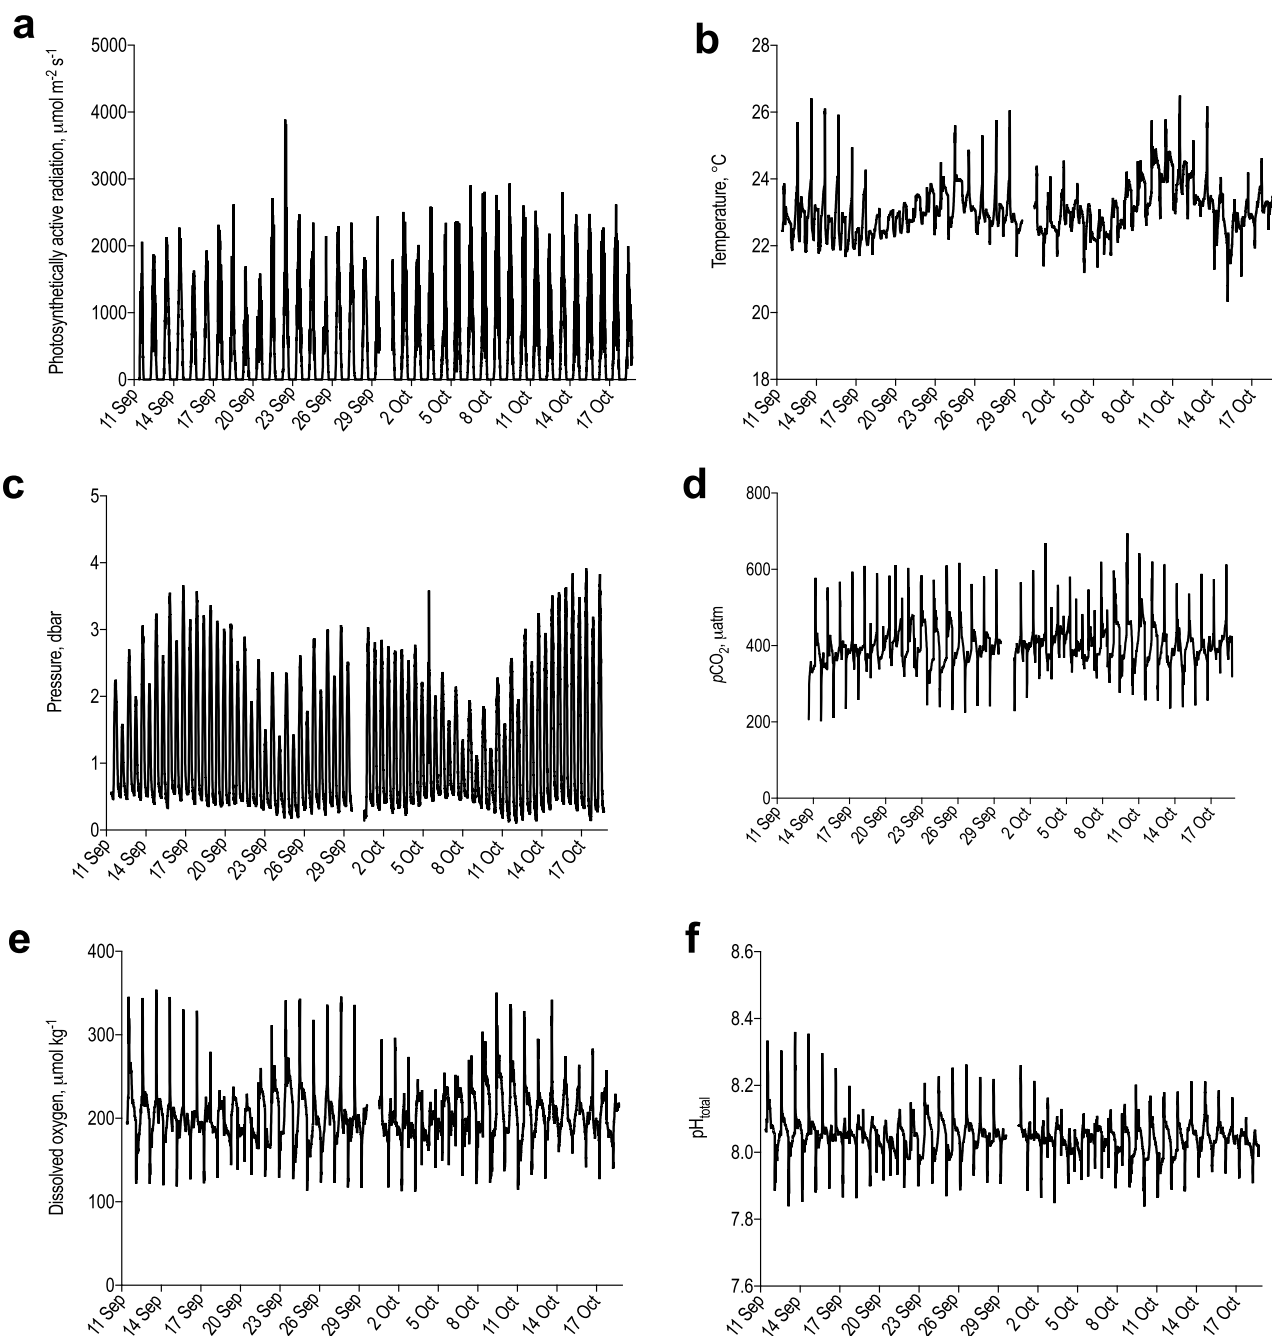 a
Photosynthetically active radiation, μmol m-2 s-1
5000
4000
3000
2000
1000
0
11 Sep 14 Sep 17 Sep 20 Sep 23 Sep 26 Sep 29 Sep 2 Oct 5 Oct 8 Oct 11 Oct 14 Oct 17 Oct
b
Temperature, °C
28
26
24
22
20
18
11 Sep 14 Sep 17 Sep 20 Sep 23 Sep 26 Sep 29 Sep 2 Oct 5 Oct 8 Oct 11 Oct 14 Oct 17 Oct
c
Pressure, dbar
5
4
3
2
1
0
11 Sep 14 Sep 17 Sep 20 Sep 23 Sep 26 Sep 29 Sep 2 Oct 5 Oct 8 Oct 11 Oct 14 Oct 17 Oct
d
pCO2, μatm
800
600
400
200
0
11 Sep 14 Sep 17 Sep 20 Sep 23 Sep 26 Sep 29 Sep 2 Oct 5 Oct 8 Oct 11 Oct 14 Oct 17 Oct
e
Dissolved oxygen, μmol kg-1
400
300
200
100
0
11 Sep 14 Sep 17 Sep 20 Sep 23 Sep 26 Sep 29 Sep 2 Oct 5 Oct 8 Oct 11 Oct 14 Oct 17 Oct
f
pHtotal
8.6
8.4
8.2
8.0
7.8
7.6
11 Sep 14 Sep 17 Sep 20 Sep 23 Sep 26 Sep 29 Sep 2 Oct 5 Oct 8 Oct 11 Oct 14 Oct 17 Oct